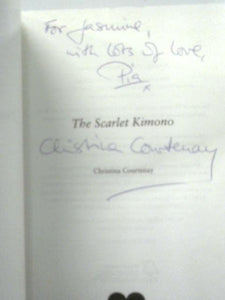 For Jasmine,
with lots of love,
Pia
x
The Scarlet Kimono
Christina Courtenay
Christina Courtenay